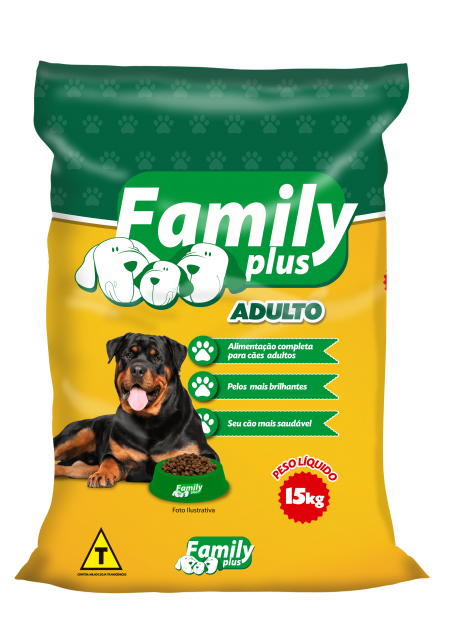 Family
plus
ADULTO
Alimentação completa
para cães adultos
Pelos mais brilhantes
Seu cão mais saudável
PESO LÍQUIDO
15kg
Family
plus
Foto Ilustrativa
T
Family
plus